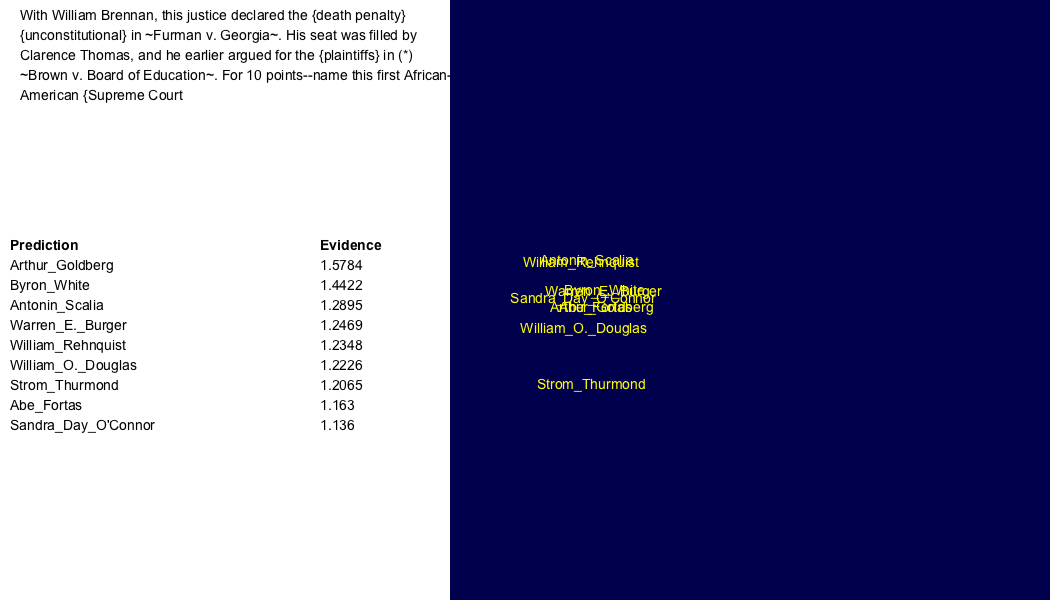 With William Brennan, this justice declared the {death penalty}
{unconstitutional} in ~Furman v. Georgia~. His seat was filled by
Clarence Thomas, and he earlier argued for the {plaintiffs} in (*)
~Brown v. Board of Education~. For 10 points--name this first African-
American {Supreme Court
Prediction Evidence
Arthur_Goldberg 1.5784
Byron_White 1.4422
Antonin_Scalia 1.2895
Warren_E._Burger 1.2469
William_Rehnquist 1.2348
William_O._Douglas 1.2226
Strom_Thurmond 1.2065
Abe_Fortas 1.163
Sandra_Day_O'Connor 1.136
Antonin_Scalia
William_Rehnquist
Byron_White
Warren_E._Burger
Sandra_Day_O'Connor
Arthur_Goldberg
Abe_Fortas
William_O._Douglas
Strom_Thurmond